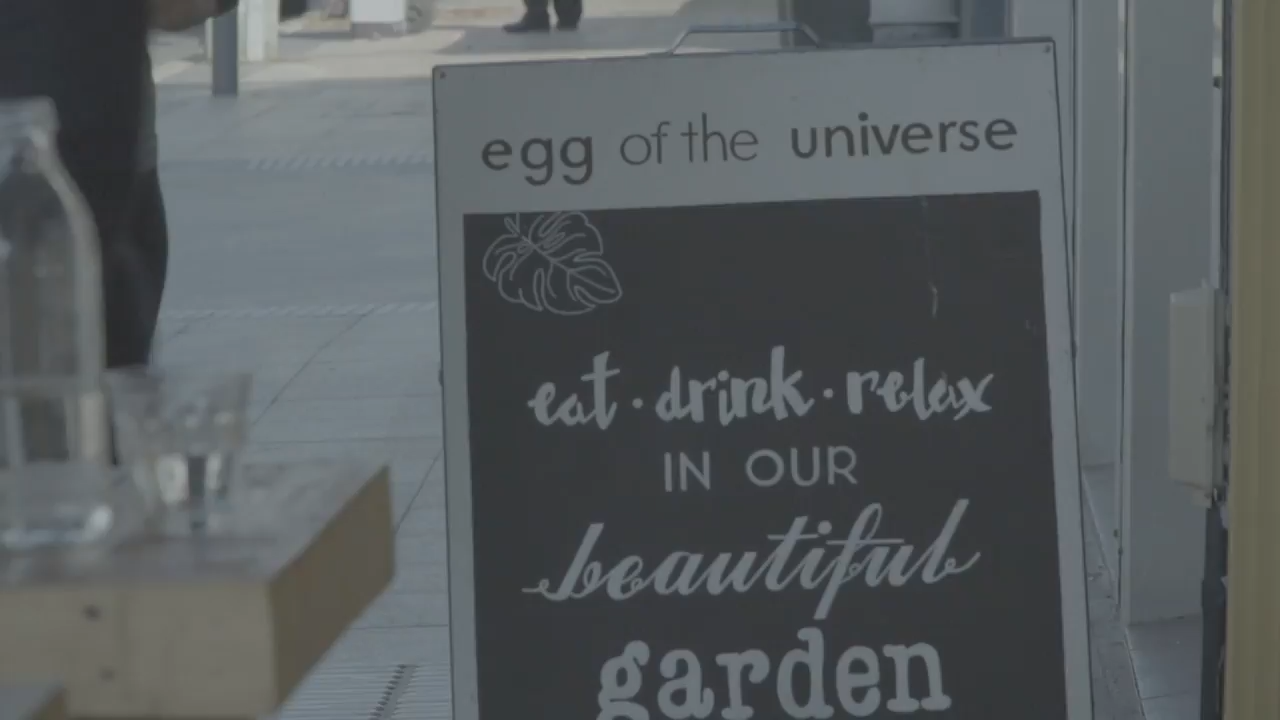 egg of the universe
eat · drink · relax
IN OUR
beautiful
garden